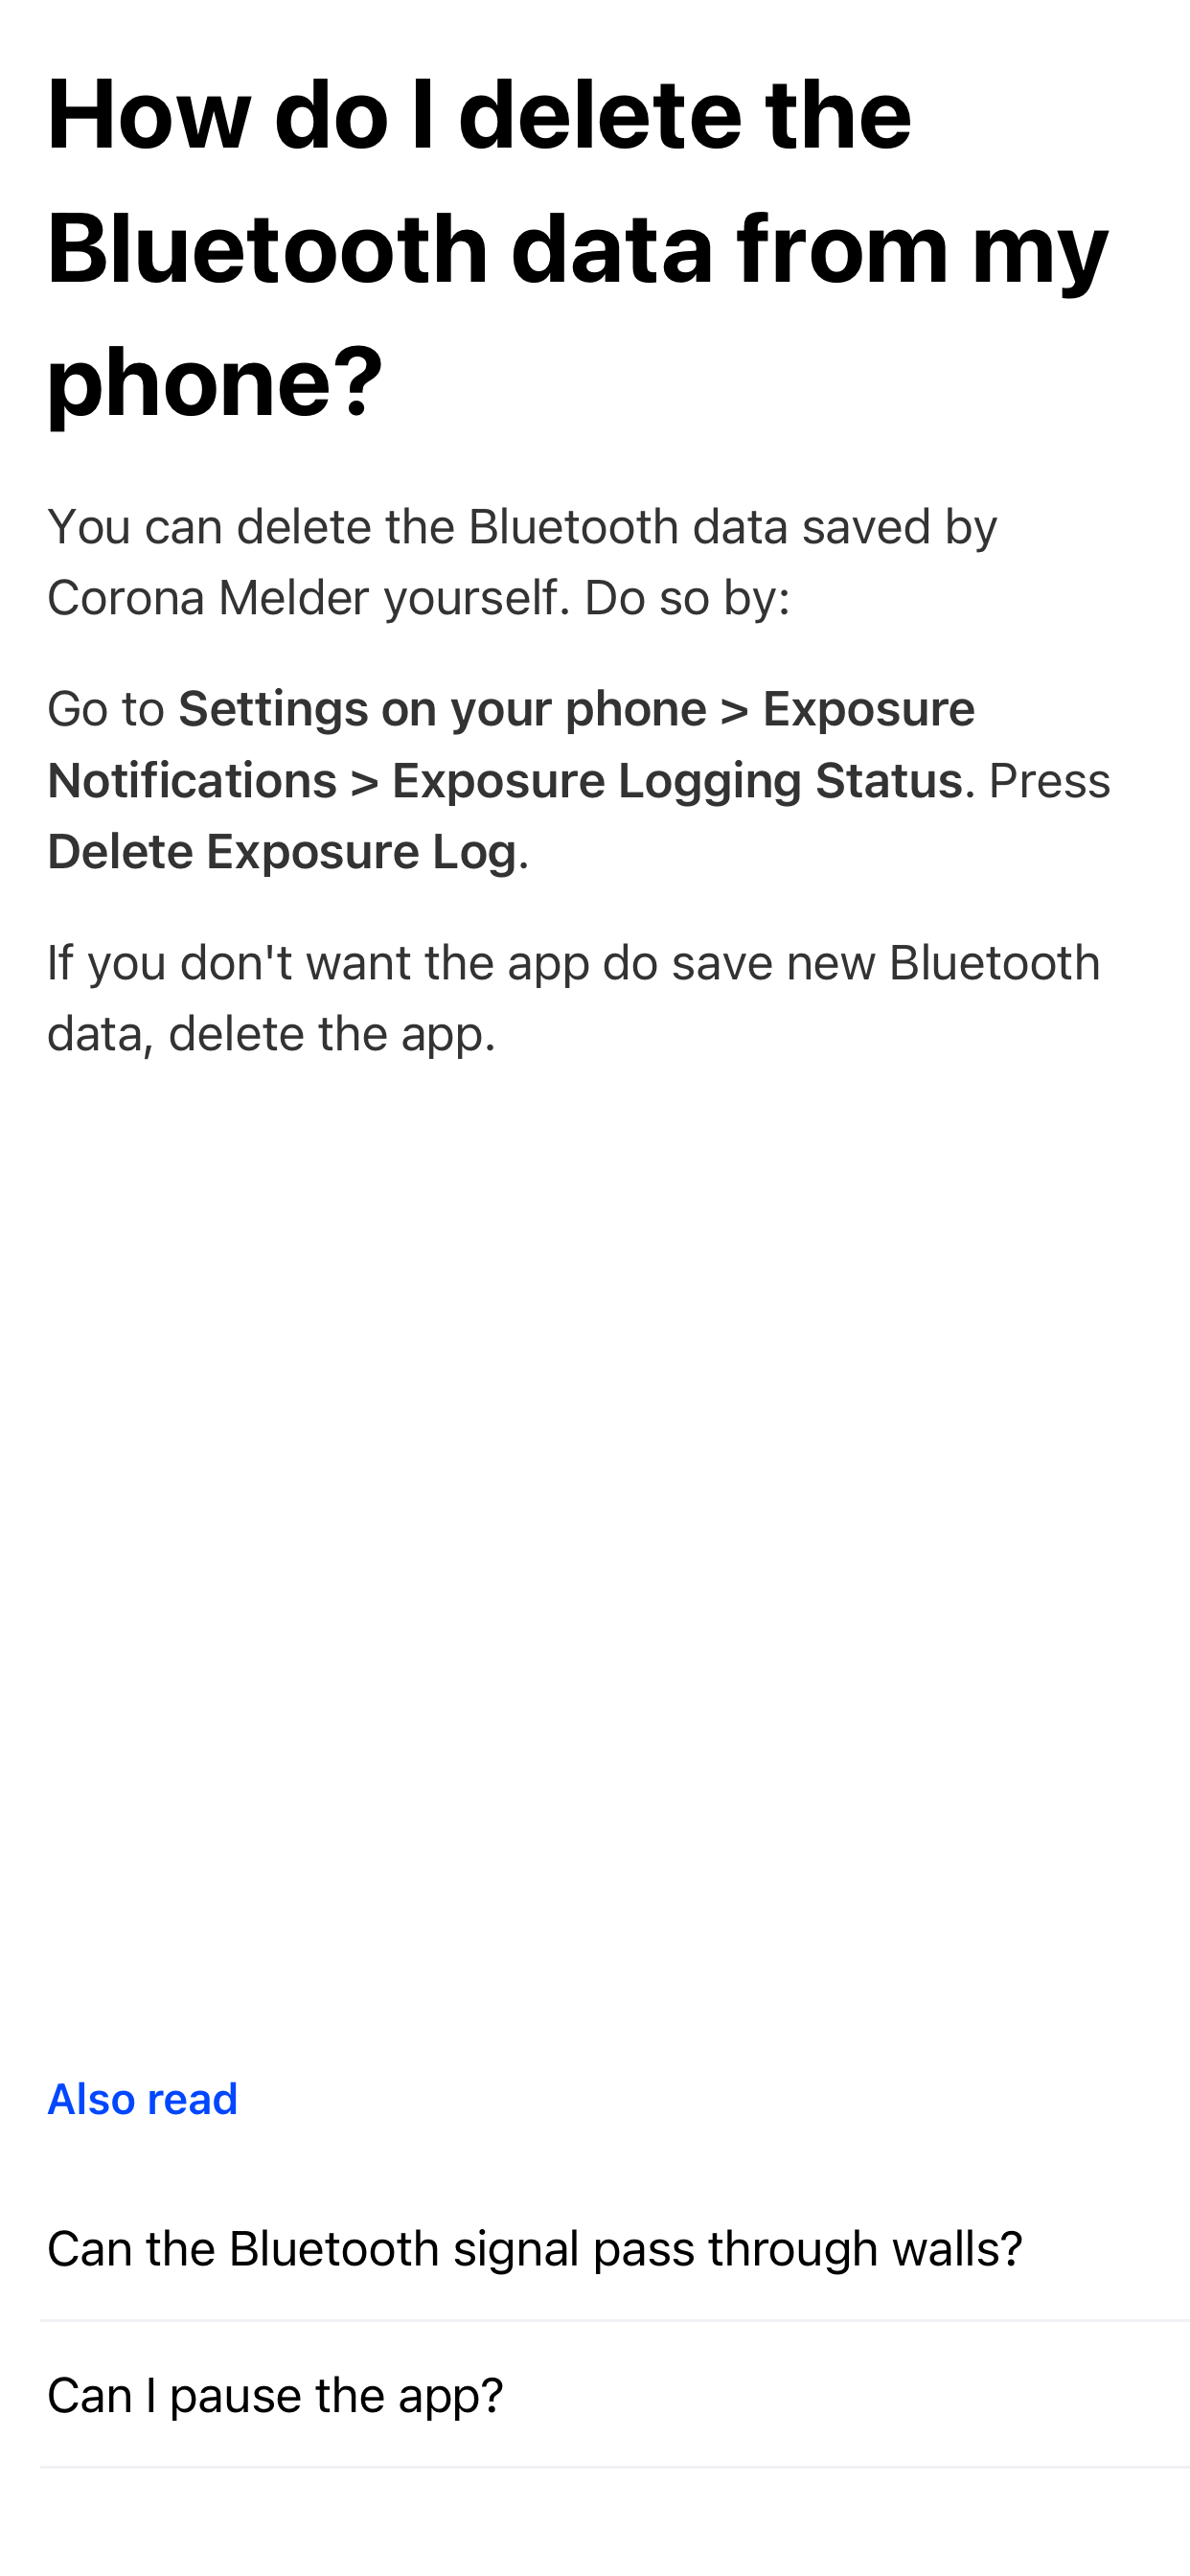 How do I delete the
Bluetooth data from my
phone?
You can delete the Bluetooth data saved by
Corona Melder yourself. Do so by:
Go to Settings on your phone > Exposure
Notifications > Exposure Logging Status. Press
Delete Exposure Log.
If you don't want the app do save new Bluetooth
data, delete the app.
Also read
Can the Bluetooth signal pass through walls?
Can I pause the app?